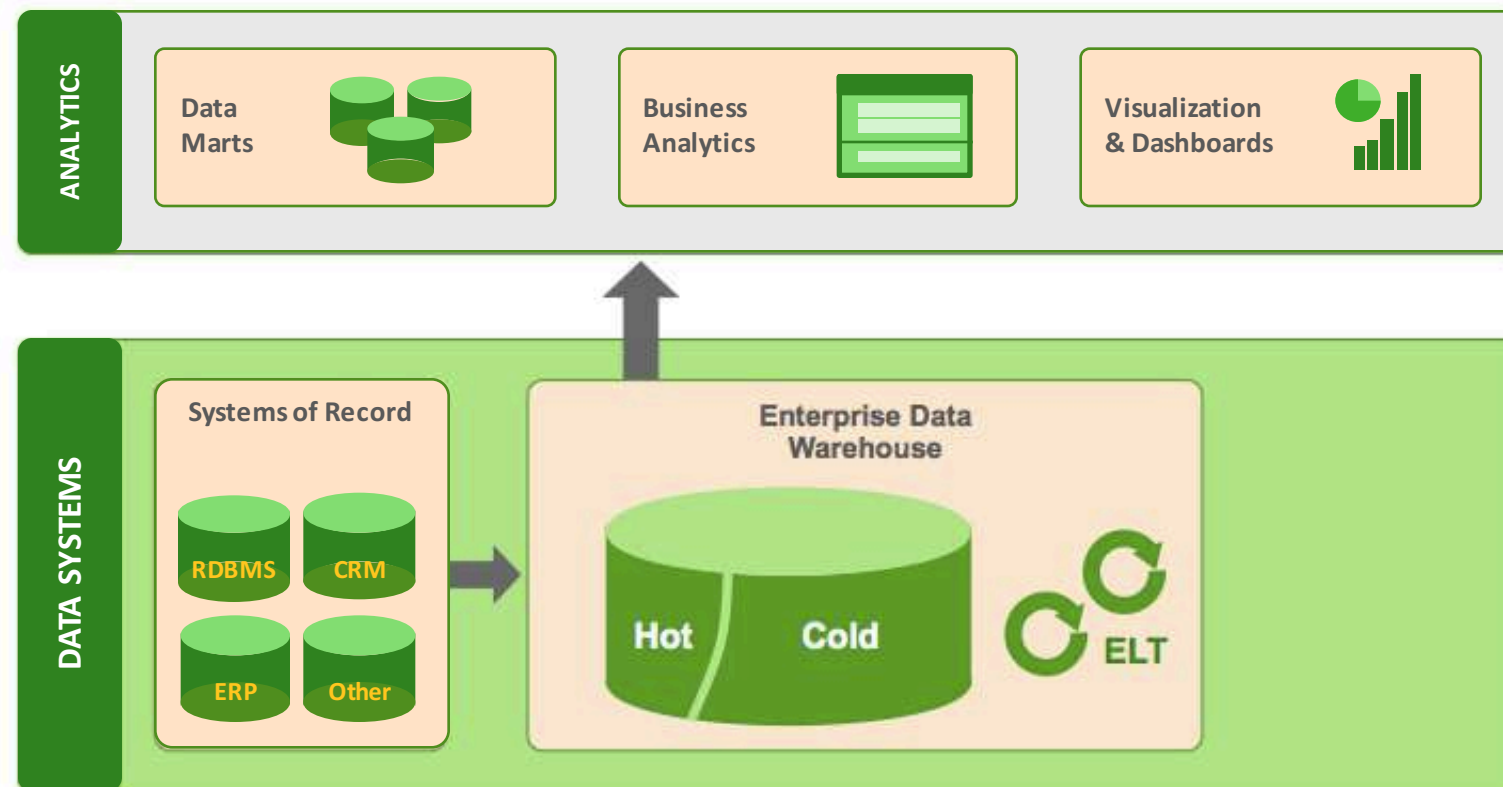 ANALYTICS
Data
Marts
Business
Analytics
Visualization
& Dashboards
DATA SYSTEMS
Systems of Record
RDBMS
CRM
ERP
Other
Enterprise Data
Warehouse
Hot
Cold
ELT